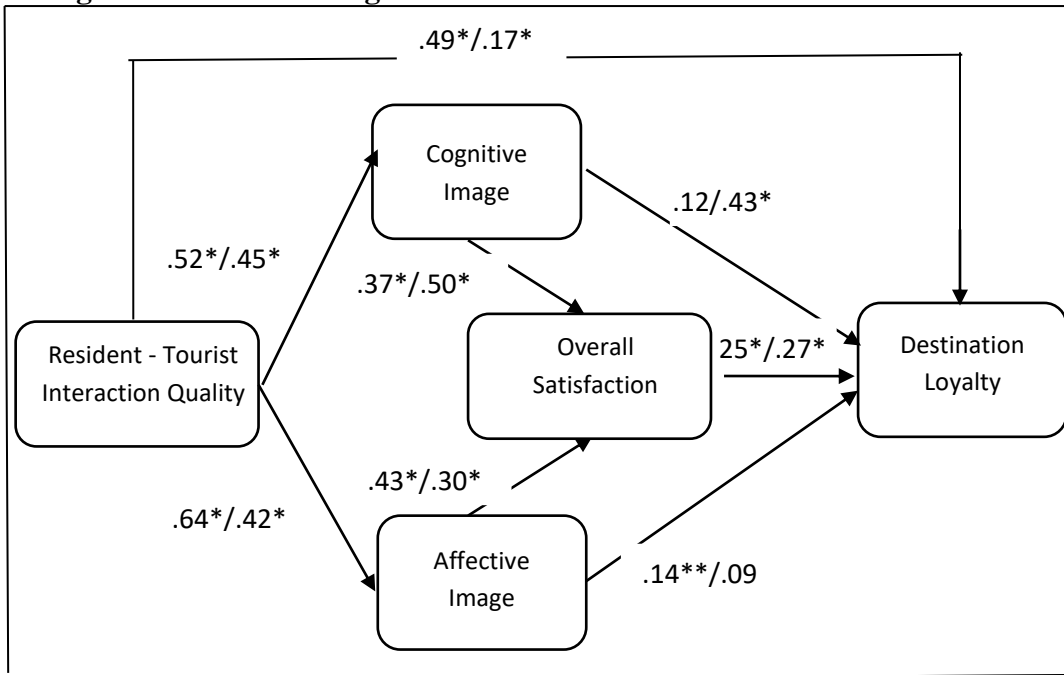 .49*/.17*
Cognitive
Image
.12/.43*
.52*/.45*
.37*/.50*
Resident - Tourist
Interaction Quality
Overall
Satisfaction
25*/.27*
Destination
Loyalty
.43*/.30*
.64*/.42*
Affective
Image
.14**/.09